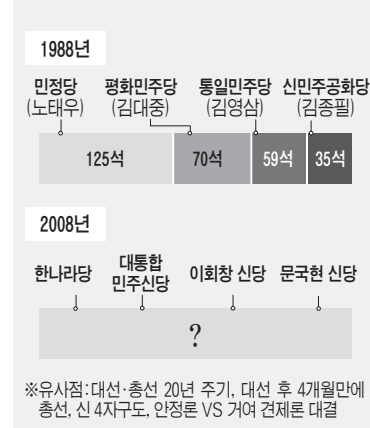 1988년
민정당 평화민주당 통일민주당 신민주공화당
(노태우) (김대중) (김영삼) (김종필)
125석 70석 59석 35석
2008년
한나라당 대통합 민주신당 이회창 신당 문국현 신당
?
※유사점:대선·총선 20년 주기, 대선 후 4개월만에
총선, 신 4자구도, 안정론 VS 거여 견제론 대결